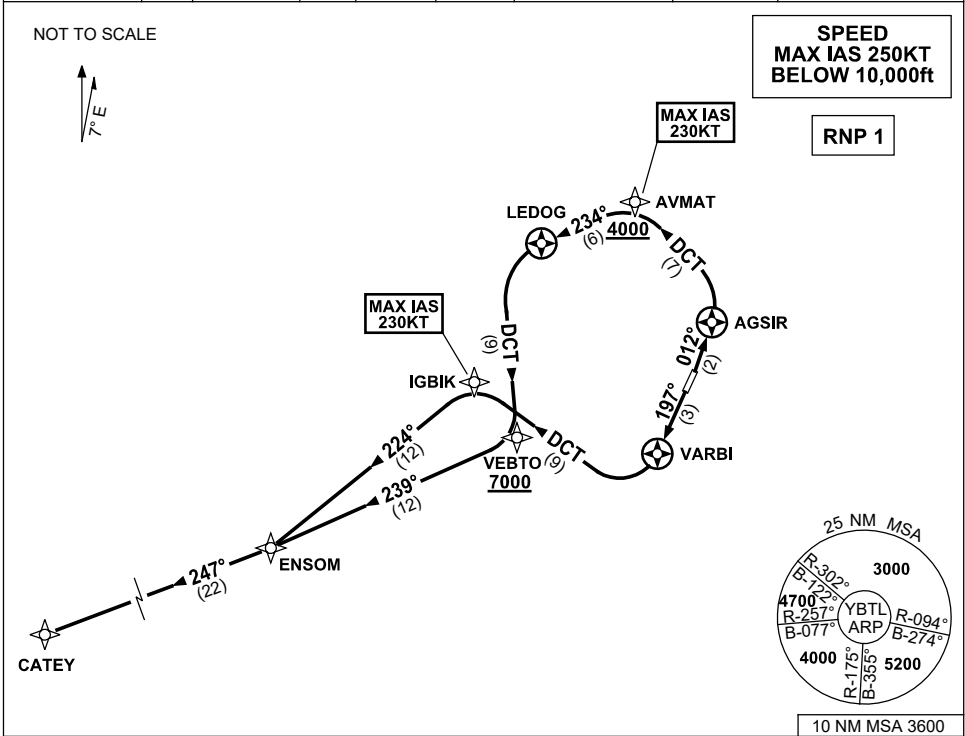 NOT TO SCALE
7° E
SPEED
MAX IAS 250KT
BELOW 10,000ft
RNP 1
MAX IAS
230KT
AVMAT
LEDOG
234°
(6)
4000
DCT
(7)
AGSIR
012°
(2)
197°
(3)
VARBI
DCT
(9)
MAX IAS
230KT
IGBIK
VEBTO
7000
DCT
(9)
224°
(12)
239°
(12)
ENSOM
247°
(22)
CATEY
25 NM MSA
3000
R-302°
B-122°
4700
R-257°
B-077°
YBTL
ARP
R-094°
B-274°
4000
R-175°
B-355°
5200
10 NM MSA 3600